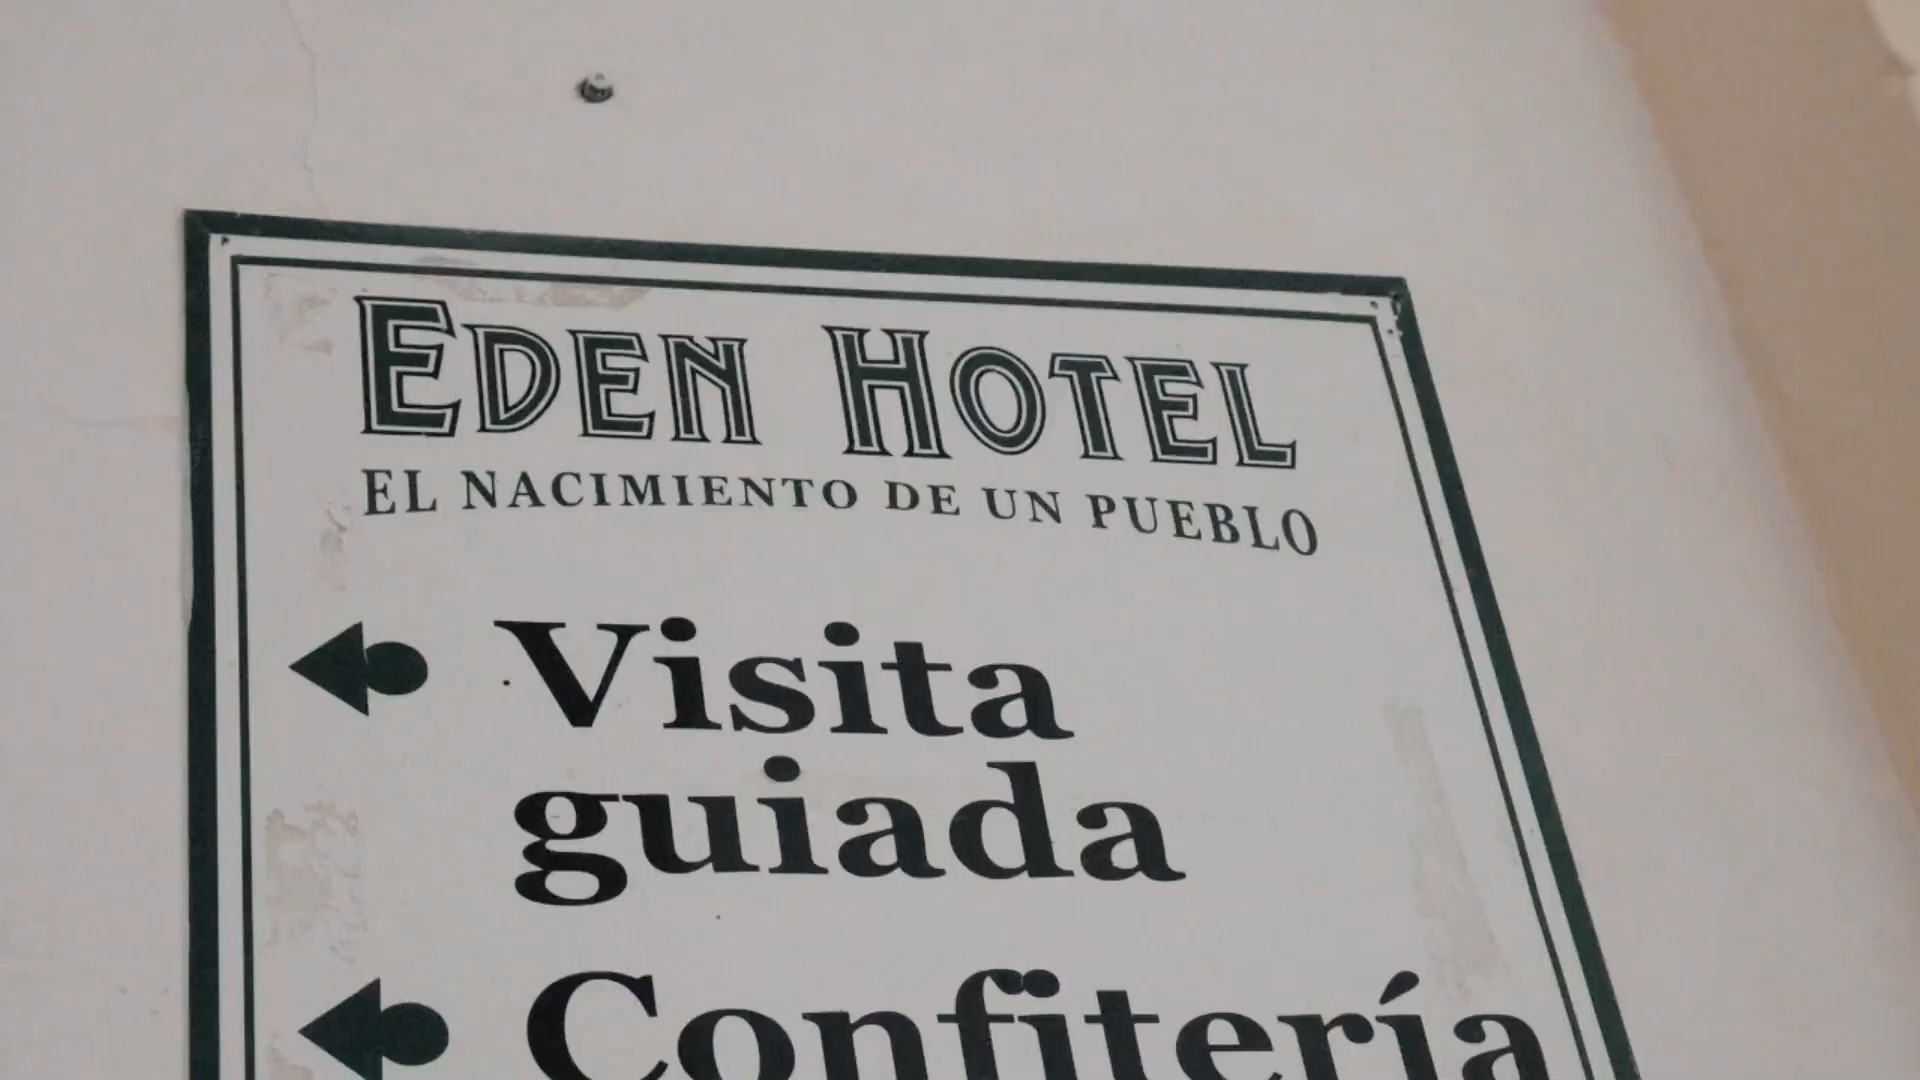 EDEN HOTEL
EL NACIMIENTO DE UN PUEBLO
Visita
guiada
Confitería